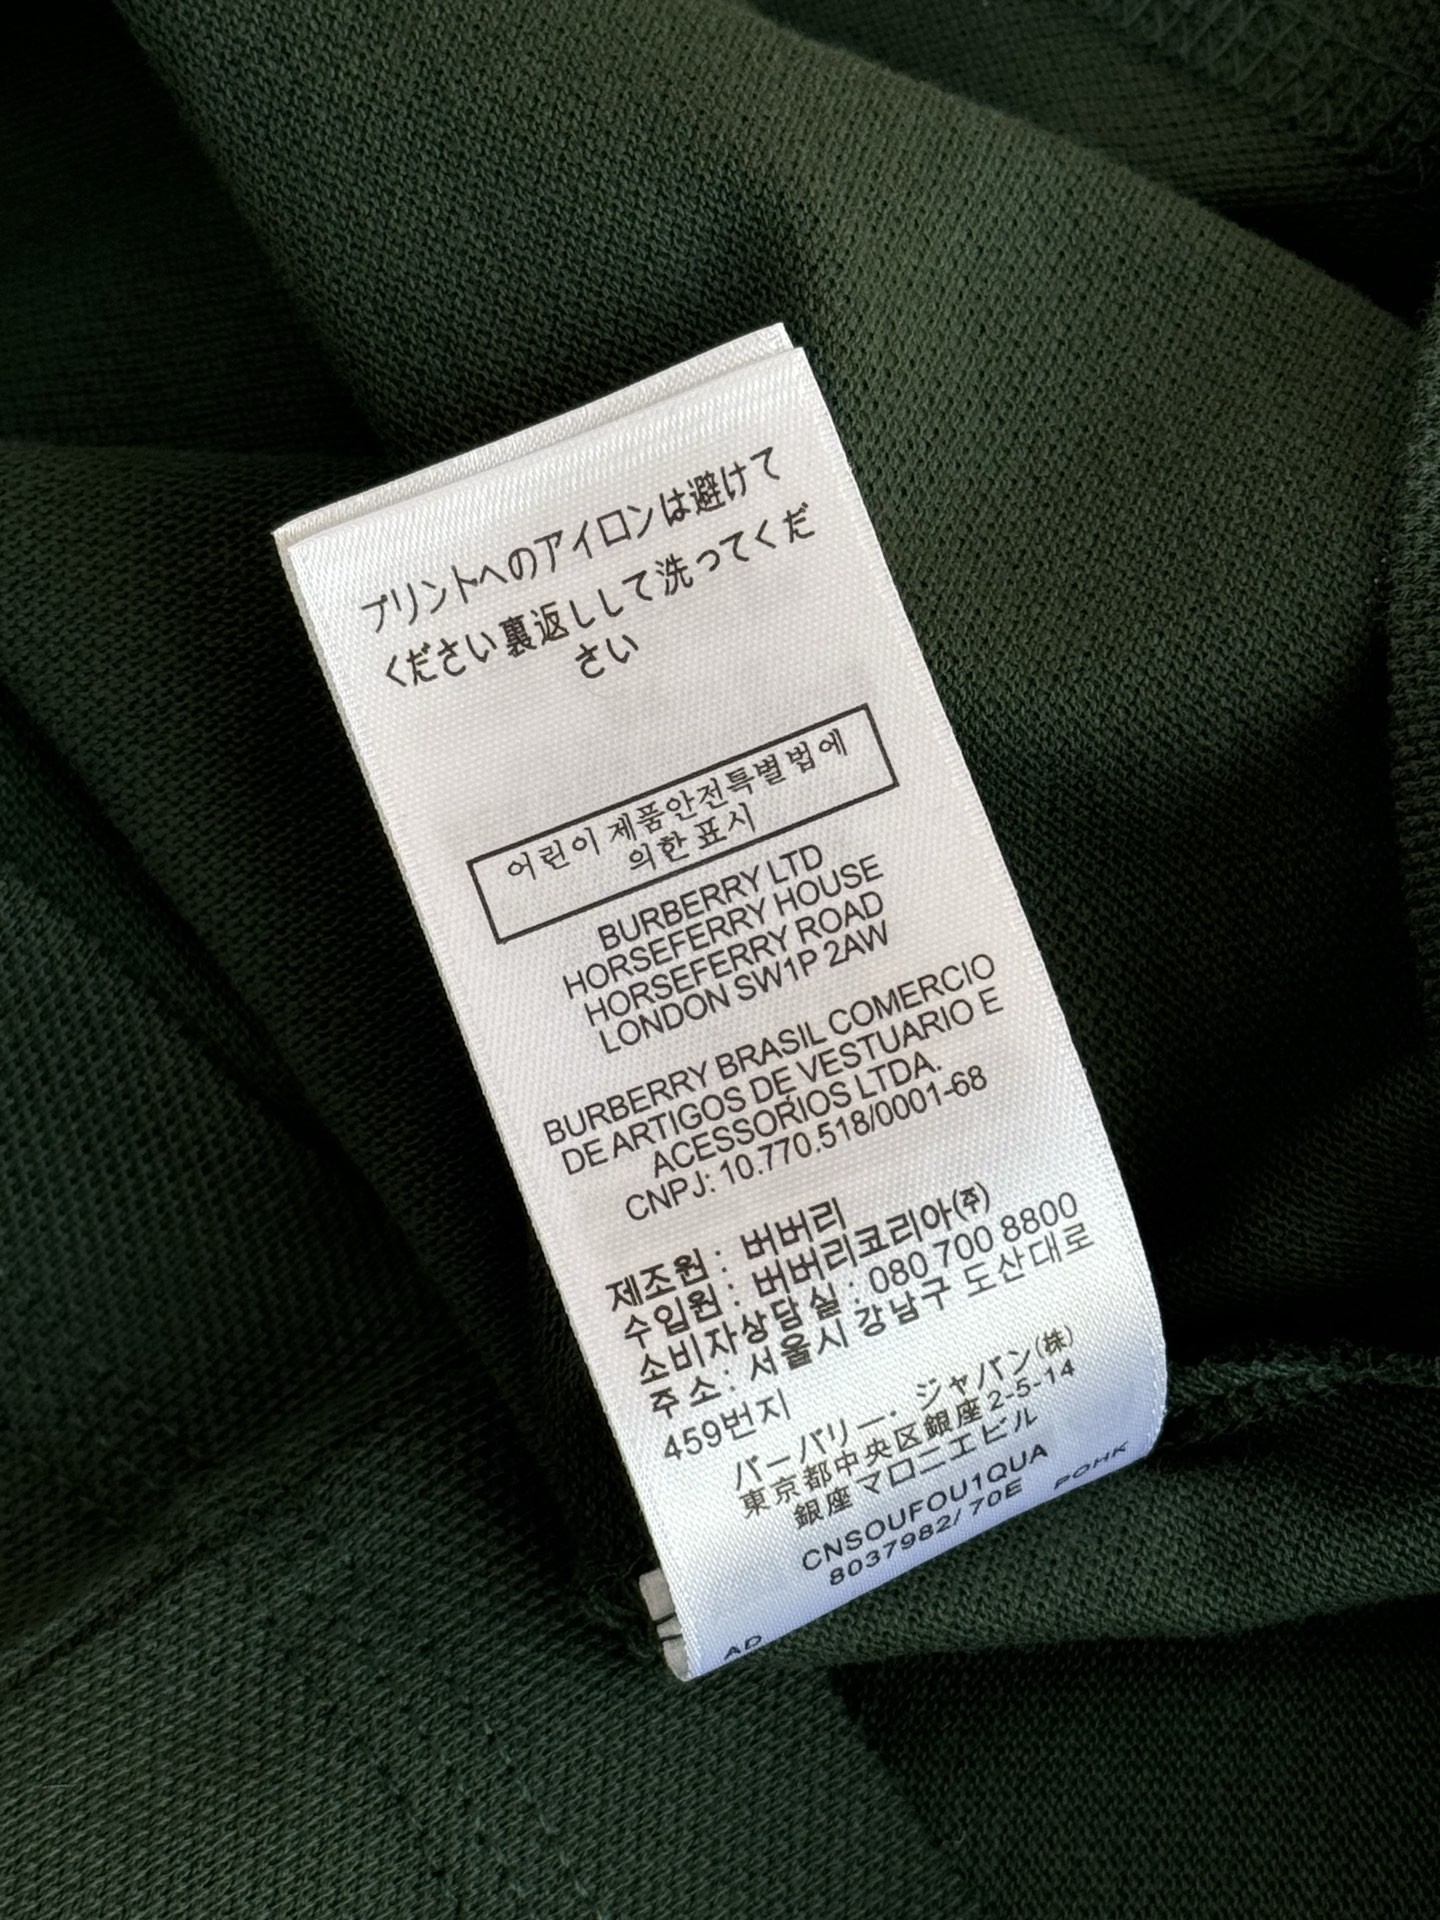 プリントへのアイロンは避けて
ください裏返しして洗ってくだ
さい
어린이 제품안전특별법에
의한 표시
BURBERRY LTD
HORSEFERRY HOUSE
HORSEFERRY ROAD
LONDON SW1P 2AW
BURBERRY BRASIL COMERCIO
DE ARTIGOS DE VESTUARIO E
ACESSORIOS LTDA.
CNPJ: 10.770.518/0001-68
제조원 : 버버리
수입원 : 버버리코리아(주)
소비자상담실 : 080 700 8800
주소 : 서울시 강남구 도산대로
459번지
バーバリー・ジャパン(株)
東京都中央区銀座2-5-14
銀座マロニエビル
CNSOUFOU1QUA
8037982/ 70E POHK
AD